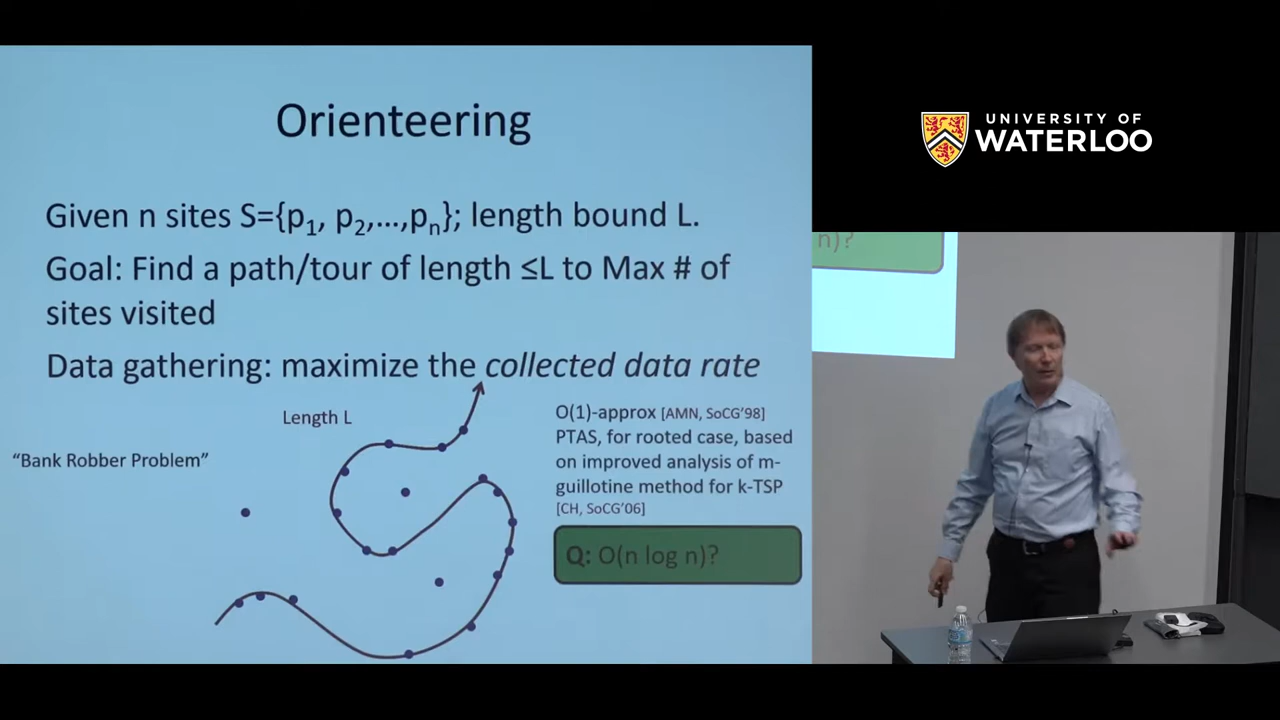 Orienteering
Given n sites S={p1, p2,...,pn}; length bound L.
Goal: Find a path/tour of length ≤L to Max # of
sites visited
Data gathering: maximize the collected data rate
Length L
"Bank Robber Problem"
O(1)-approx [AMN, SoCG'98]
PTAS, for rooted case, based
on improved analysis of m-
guillotine method for k-TSP
[CH, SoCG'06]
Q: O(n log n)?
UNIVERSITY OF
WATERLOO
n)?